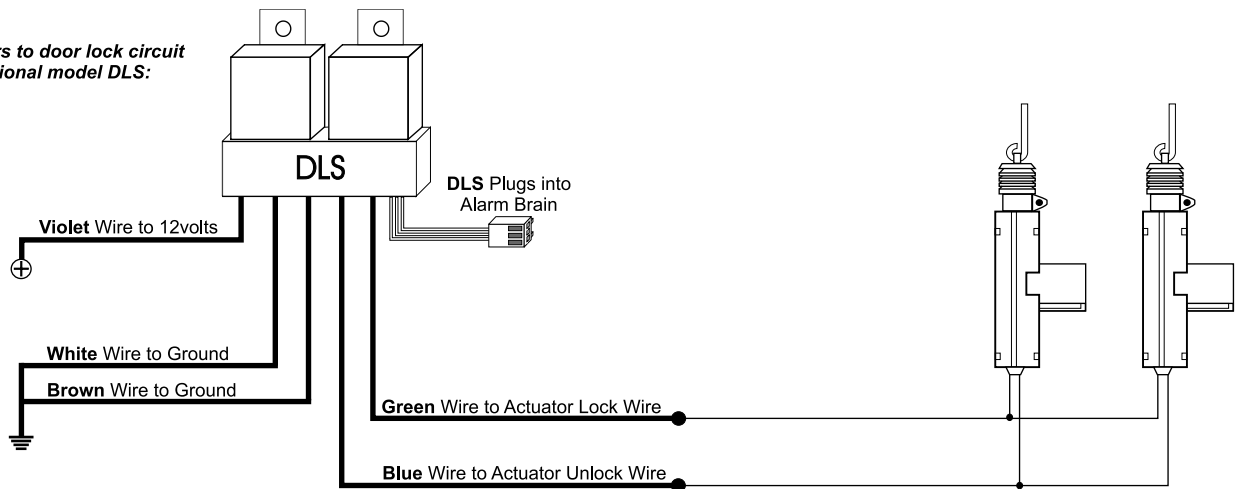 to door lock circuit
model DLS:
DLS
DLS Plugs into
Alarm Brain
Violet Wire to 12volts
White Wire to Ground
Brown Wire to Ground
Green Wire to Actuator Lock Wire
Blue Wire to Actuator Unlock Wire